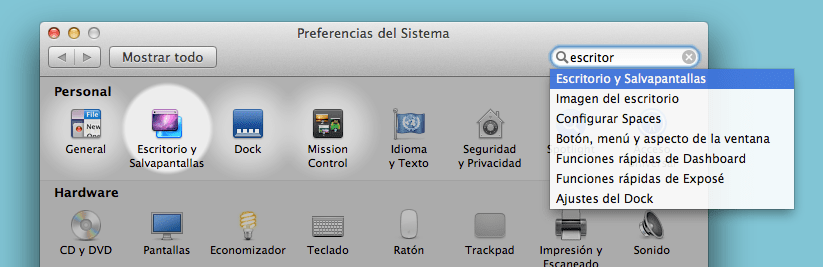 Preferencias del Sistema
Mostrar todo
escritor
Escritorio y Salvapantallas
Imagen del escritorio
Configurar Spaces
Botón, menú y aspecto de la ventana
Funciones rápidas de Dashboard
Funciones rápidas de Exposé
Ajustes del Dock
Personal
File
New
General
Escritorio y
Salvapantallas
Dock
Mission
Control
Idioma
y Texto
Seguridad
y Privacidad
Hardware
CD y DVD
Pantallas
Economizador
Teclado
Ratón
Trackpad
Impresión y
Escaneado
Sonido